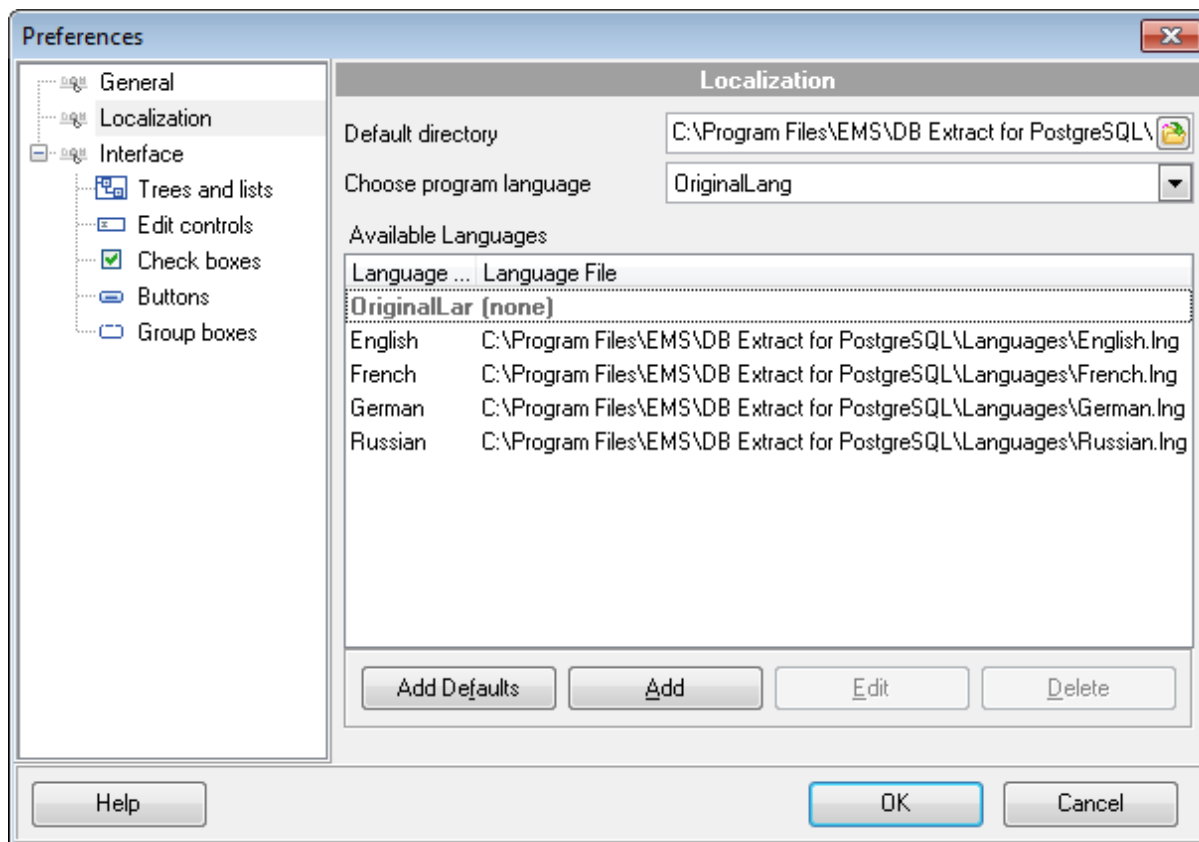 Preferences
General
Localization
Interface
Trees and lists
Edit controls
Check boxes
Buttons
Group boxes
Localization
Default directory C:\Program Files\EMS\DB Extract for PostgreSQL\
Choose program language OriginalLang
Available Languages
Language ... Language File
OriginalLar (none)
English C:\Program Files\EMS\DB Extract for PostgreSQL\Languages\English.lng
French C:\Program Files\EMS\DB Extract for PostgreSQL\Languages\French.lng
German C:\Program Files\EMS\DB Extract for PostgreSQL\Languages\German.lng
Russian C:\Program Files\EMS\DB Extract for PostgreSQL\Languages\Russian.lng
Add Defaults Add Edit Delete
Help OK Cancel